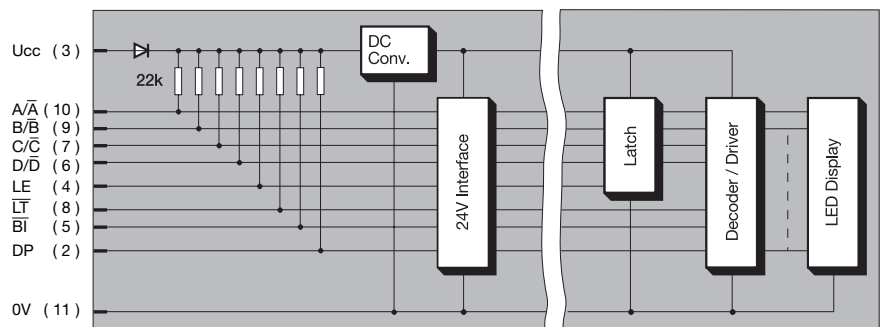 Ucc (3)
DC
Conv.
22k
A/A̅ (10)
B/B̅ (9)
C/C̅ (7)
D/D̅ (6)
LE (4)
L̅T̅ (8)
B̅I̅ (5)
DP (2)
0V (11)
24V Interface
Latch
Decoder / Driver
LED Display